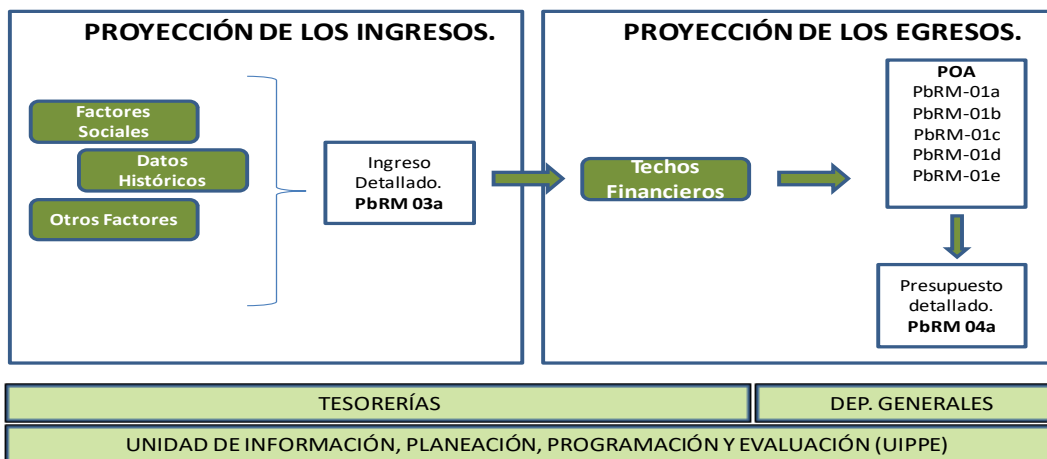 PROYECCIÓN DE LOS INGRESOS.
Factores
Sociales
Datos
Históricos
Otros Factores
Ingreso
Detallado.
PbRM 03a
PROYECCIÓN DE LOS EGRESOS.
Techos
Financieros
POA
PbRM-01a
PbRM-01b
PbRM-01c
PbRM-01d
PbRM-01e
Presupuesto
detallado.
PbRM 04a
TESORERÍAS
DEP. GENERALES
UNIDAD DE INFORMACIÓN, PLANEACIÓN, PROGRAMACIÓN Y EVALUACIÓN (UIPPE)